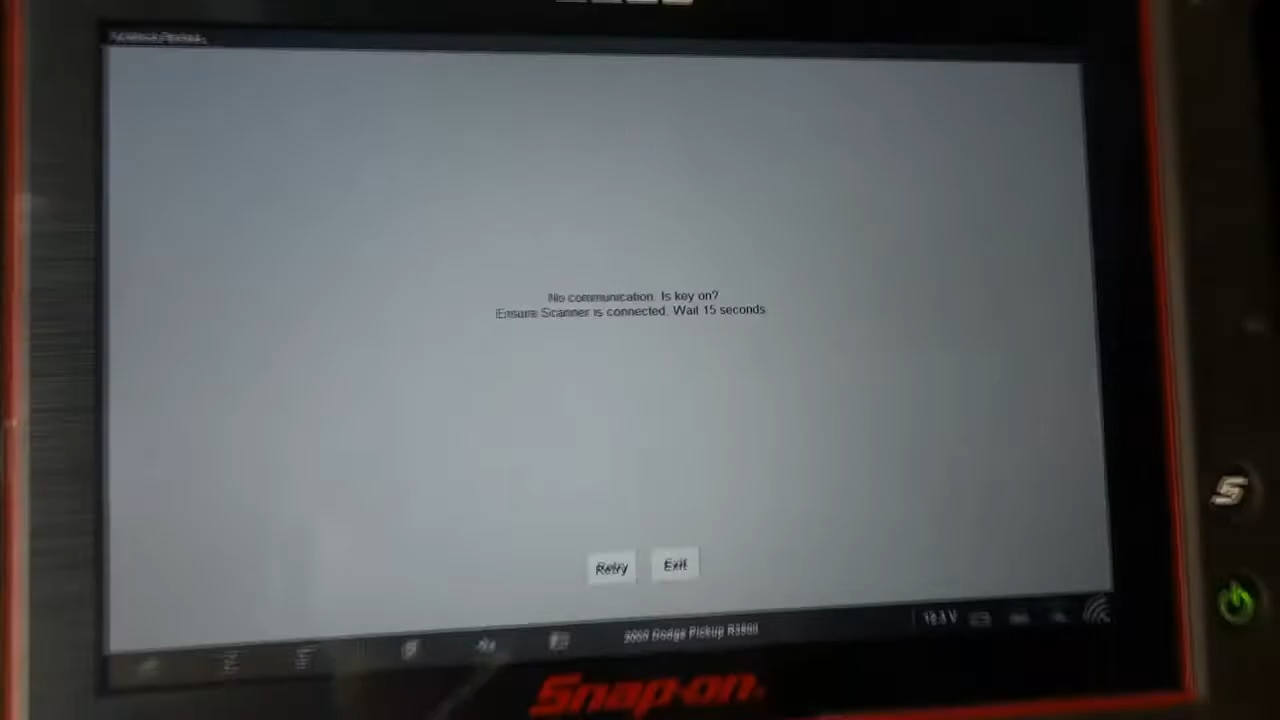 No communication. Is key on?
Ensure Scanner is connected. Wait 15 seconds.
Retry
Exit
Dodge Pickup
V
Snap-on
S